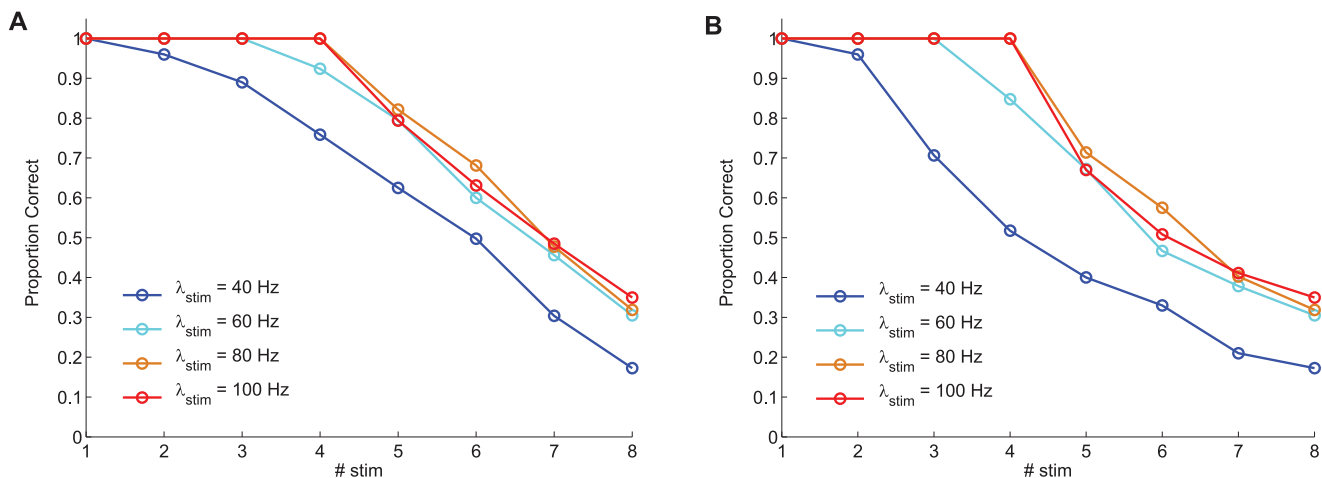 A
Proportion Correct
1
0.9
0.8
0.7
0.6
0.5
0.4
0.3
0.2
0.1
0
λstim = 40 Hz
λstim = 60 Hz
λstim = 80 Hz
λstim = 100 Hz
1 2 3 4 5 6 7 8
# stim
B
Proportion Correct
1
0.9
0.8
0.7
0.6
0.5
0.4
0.3
0.2
0.1
0
λstim = 40 Hz
λstim = 60 Hz
λstim = 80 Hz
λstim = 100 Hz
1 2 3 4 5 6 7 8
# stim